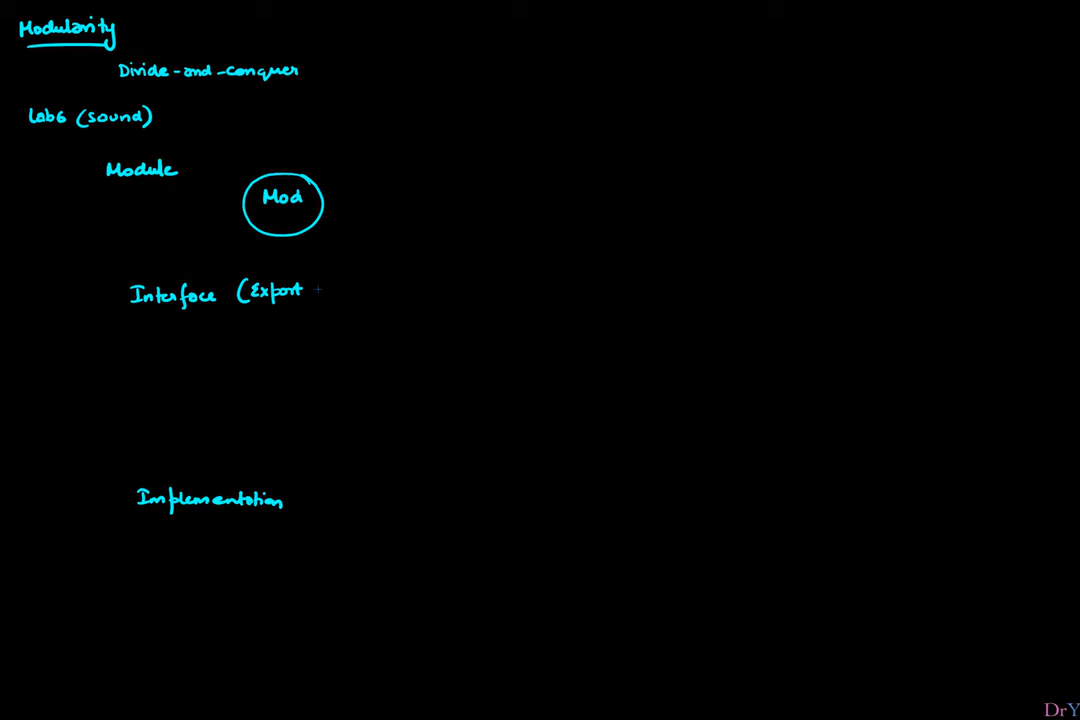 Modularity
Divide-and-conquer
Lab6 (sound)
Module
Mod
Interface (Export
Implementation
DrY